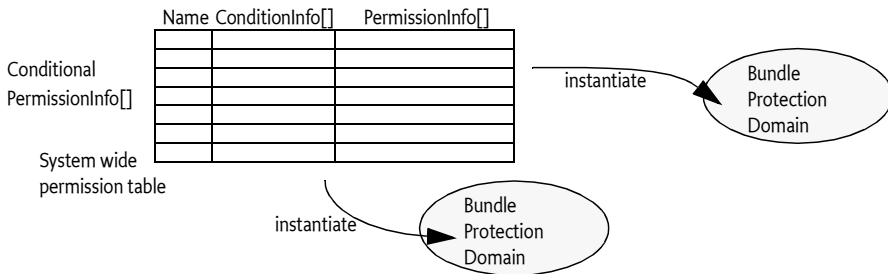 Name ConditionInfo[] PermissionInfo[]
Conditional
PermissionInfo[]
instantiate
Bundle
Protection
Domain
System wide
permission table
instantiate
Bundle
Protection
Domain